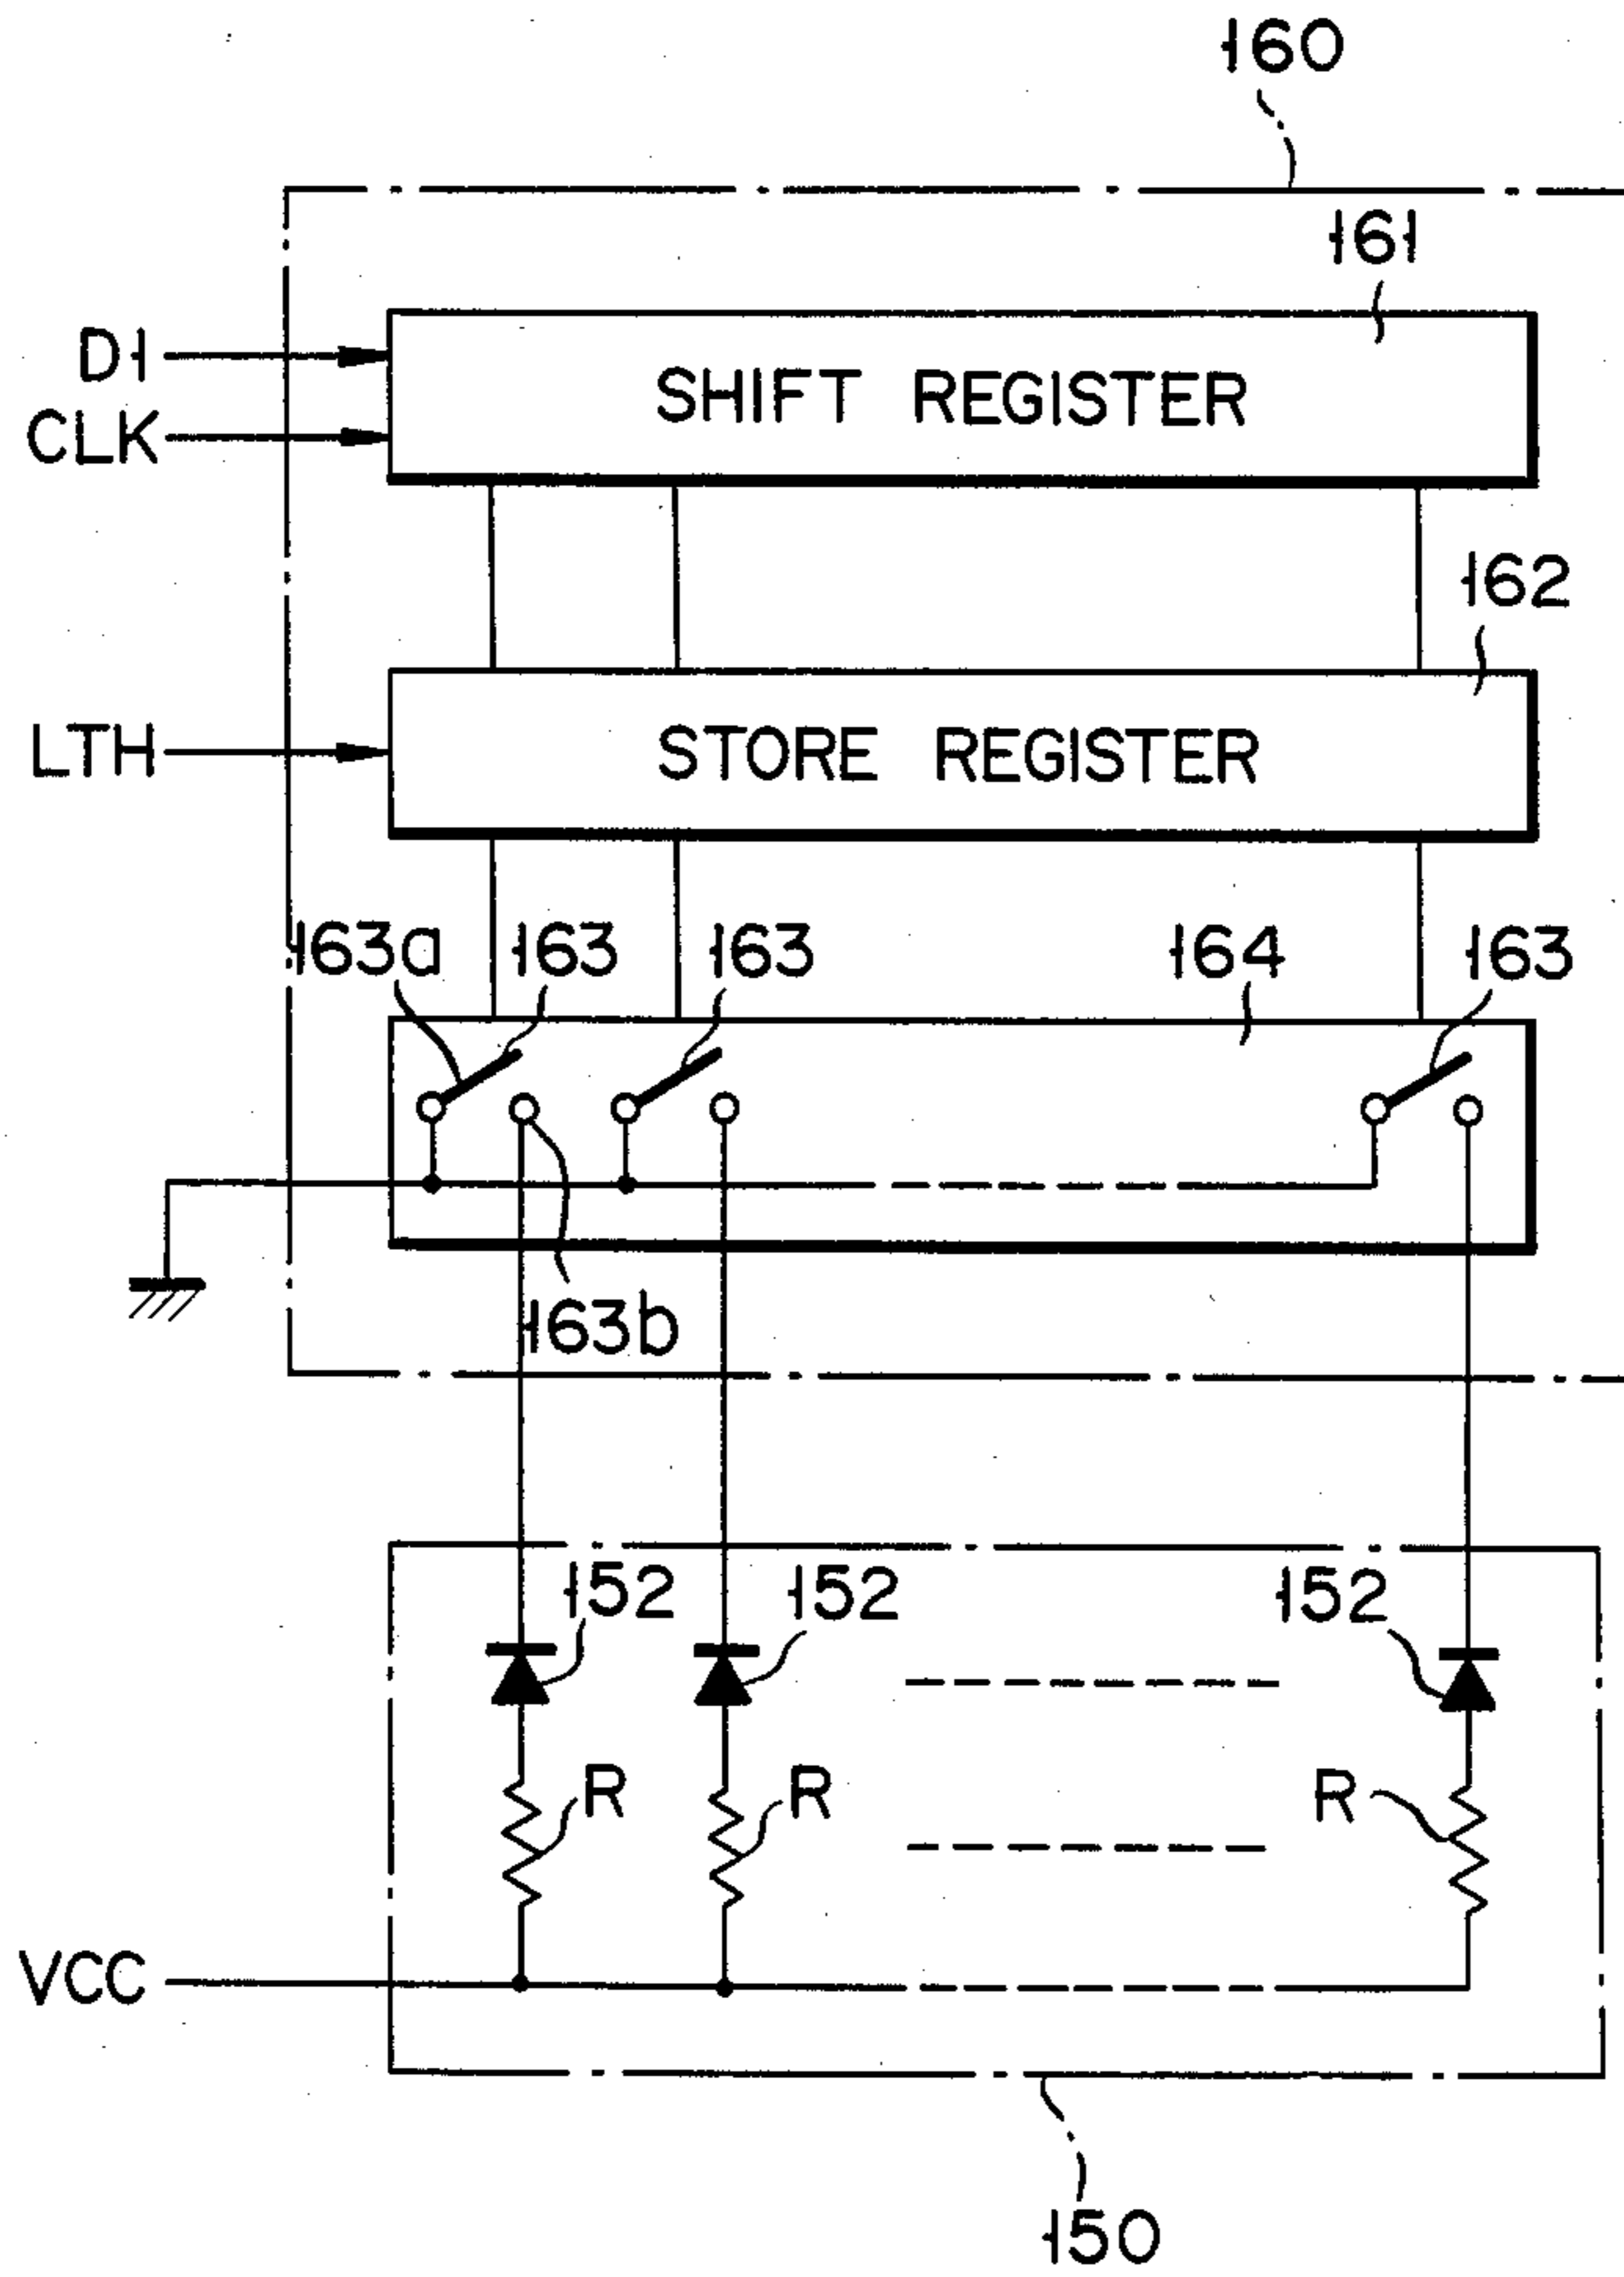 160
161
D1
CLK
SHIFT REGISTER
162
LTH
STORE REGISTER
163a 163 163 164 163
163b
152 152 152
R R R
VCC
150